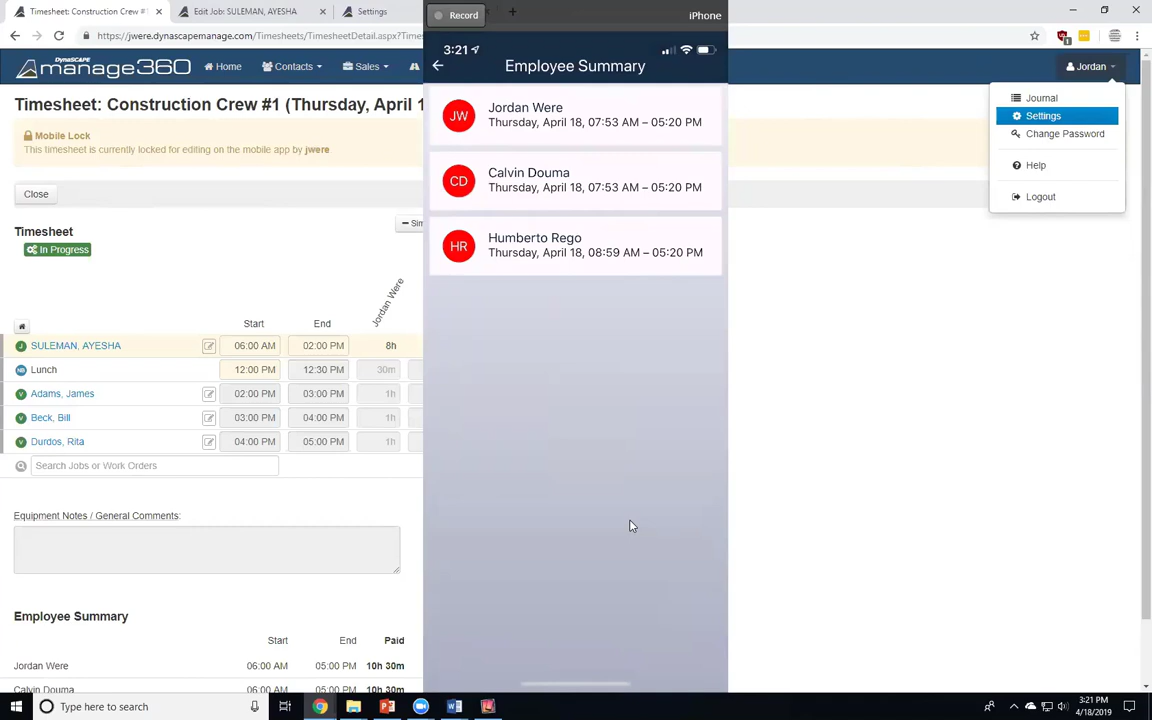 Timesheet: Construction Crew #1
Edit Job: SULEMAN, AYESHA
Settings
https://jwere.dynascapemanage.com/Timesheets/TimesheetDetail.aspx?Time
DynaSCAPE
manage360
Home
Contacts
Sales
Jordan
Timesheet: Construction Crew #1 (Thursday, April 1
Mobile Lock
This timesheet is currently locked for editing on the mobile app by jwere.
Close
Timesheet
In Progress
Sim
Jordan Were
Start End
J SULEMAN, AYESHA 06:00 AM 02:00 PM 8h
NB Lunch 12:00 PM 12:30 PM 30m
V Adams, James 02:00 PM 03:00 PM 1h
V Beck, Bill 03:00 PM 04:00 PM 1h
V Durdos, Rita 04:00 PM 05:00 PM 1h
Search Jobs or Work Orders
Equipment Notes / General Comments:
Employee Summary
Start End Paid
Jordan Were 06:00 AM 05:00 PM 10h 30m
Calvin Douma 06:00 AM 05:00 PM 10h 30m
Record
iPhone
3:21
Employee Summary
JW
Jordan Were
Thursday, April 18, 07:53 AM – 05:20 PM
CD
Calvin Douma
Thursday, April 18, 07:53 AM – 05:20 PM
HR
Humberto Rego
Thursday, April 18, 08:59 AM – 05:20 PM
Journal
Settings
Change Password
Help
Logout
Type here to search
3:21 PM
4/18/2019